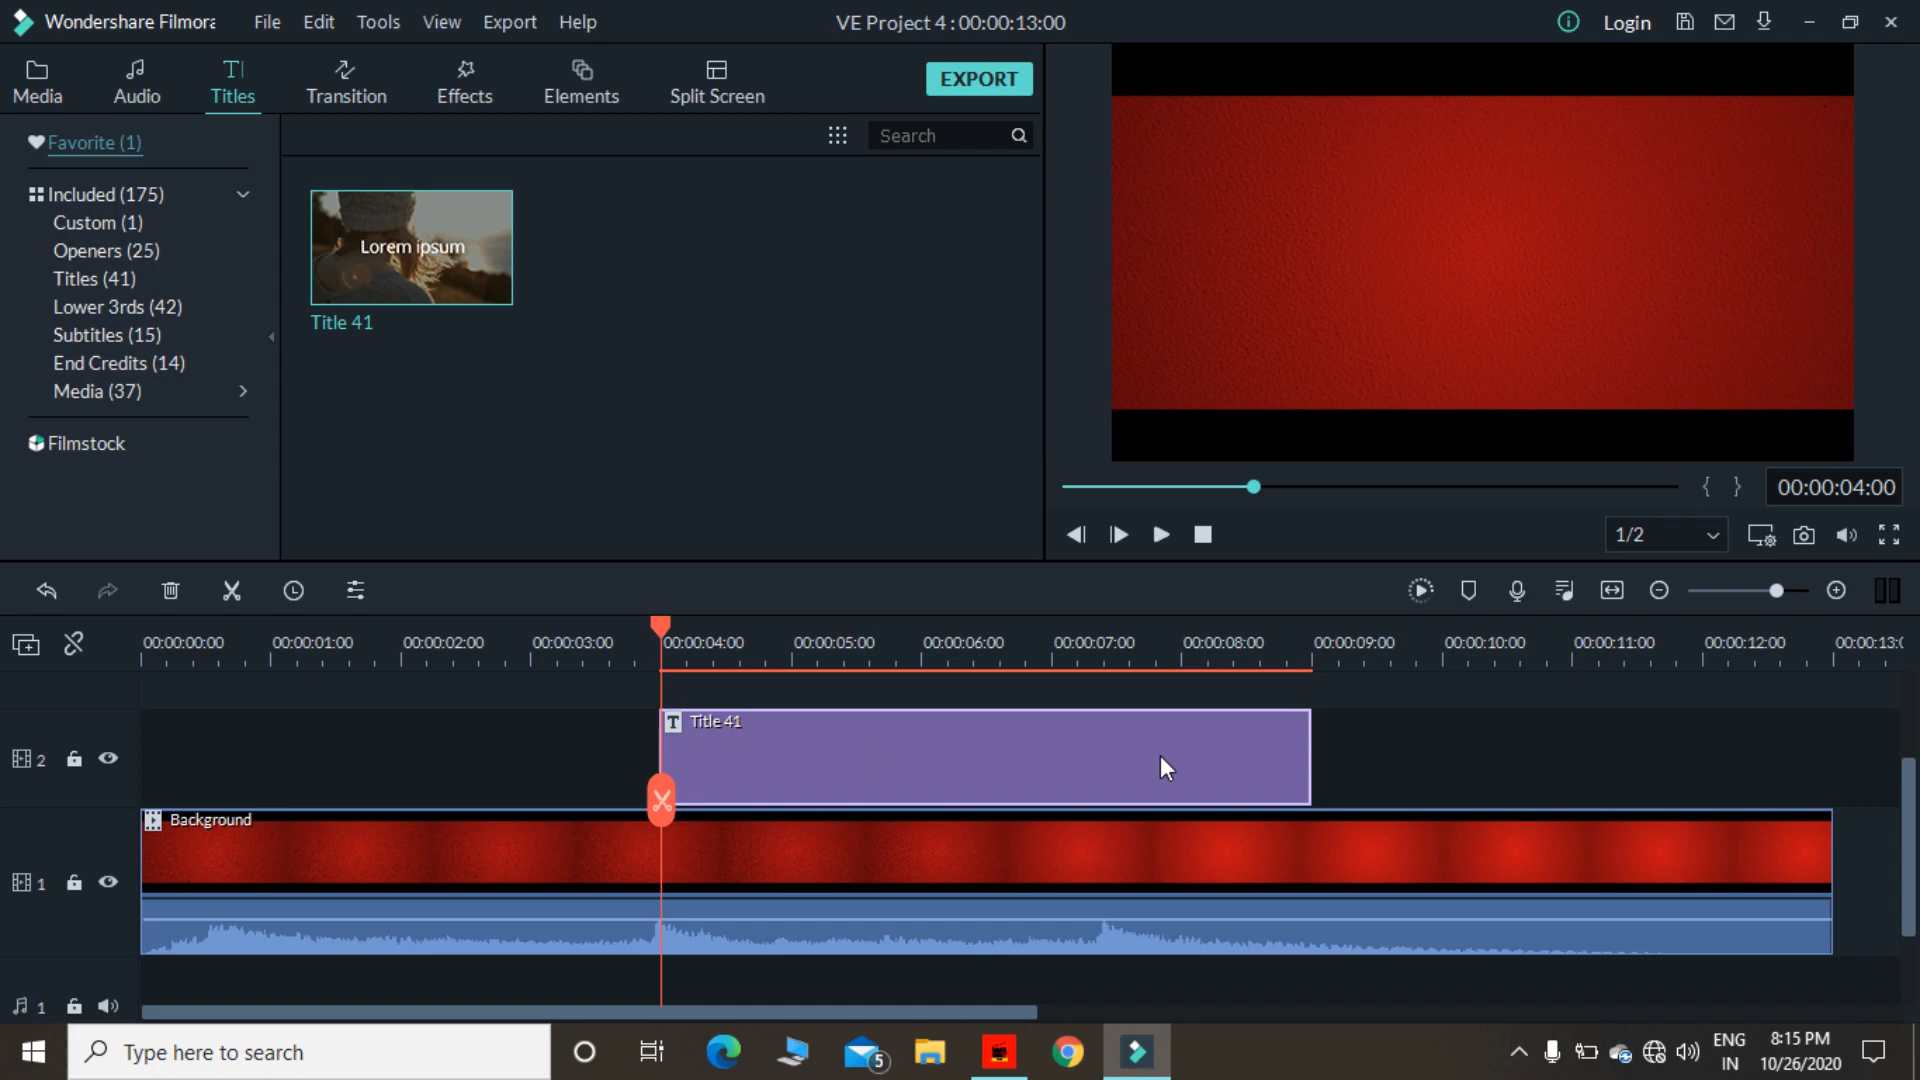 Wondershare Filmora File Edit Tools View Export Help VE Project 4 : 00:00:13:00 Login
Media Audio Titles Transition Effects Elements Split Screen EXPORT
Favorite (1)
Search
Included (175)
Custom (1)
Openers (25)
Titles (41)
Lower 3rds (42)
Subtitles (15)
End Credits (14)
Media (37)
Filmstock
Lorem ipsum
Title 41
00:00:04:00
1/2
00:00:00:00 00:00:01:00 00:00:02:00 00:00:03:00 00:00:04:00 00:00:05:00 00:00:06:00 00:00:07:00 00:00:08:00 00:00:09:00 00:00:10:00 00:00:11:00 00:00:12:00 00:00:13:0
T Title 41
2
Background
1
1
Type here to search
5
ENG
IN
8:15 PM
10/26/2020